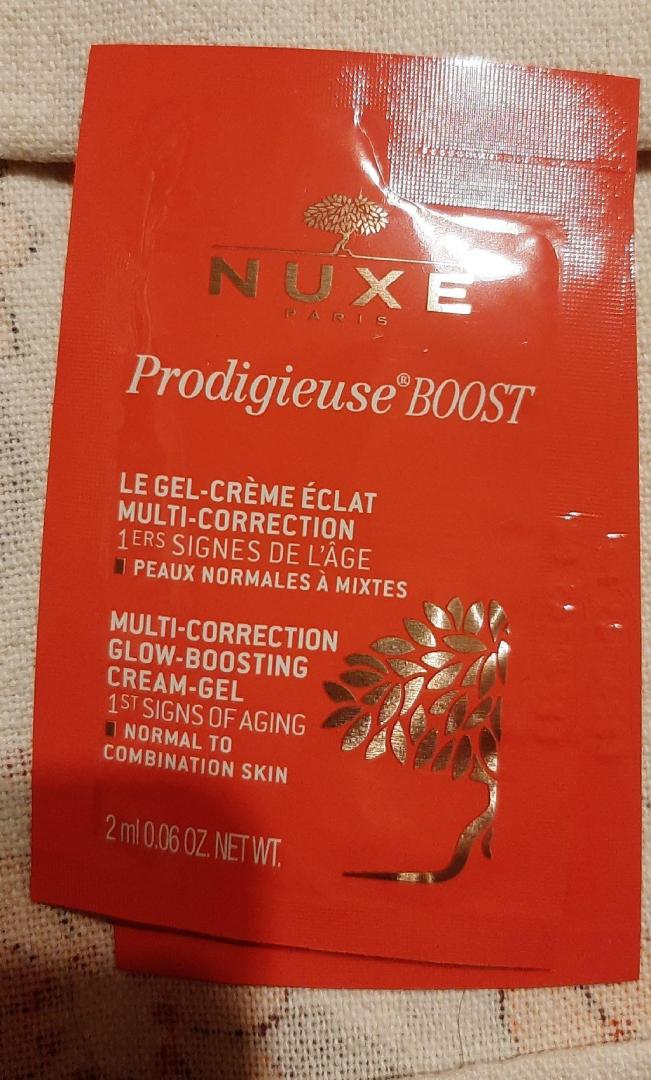 NUXE
PARIS
Prodigieuse® BOOST
LE GEL-CRÈME ÉCLAT
MULTI-CORRECTION
1ERS SIGNES DE L'ÂGE
PEAUX NORMALES À MIXTES
MULTI-CORRECTION
GLOW-BOOSTING
CREAM-GEL
1ST SIGNS OF AGING
NORMAL TO
COMBINATION SKIN
2 ml 0.06 OZ. NET WT.